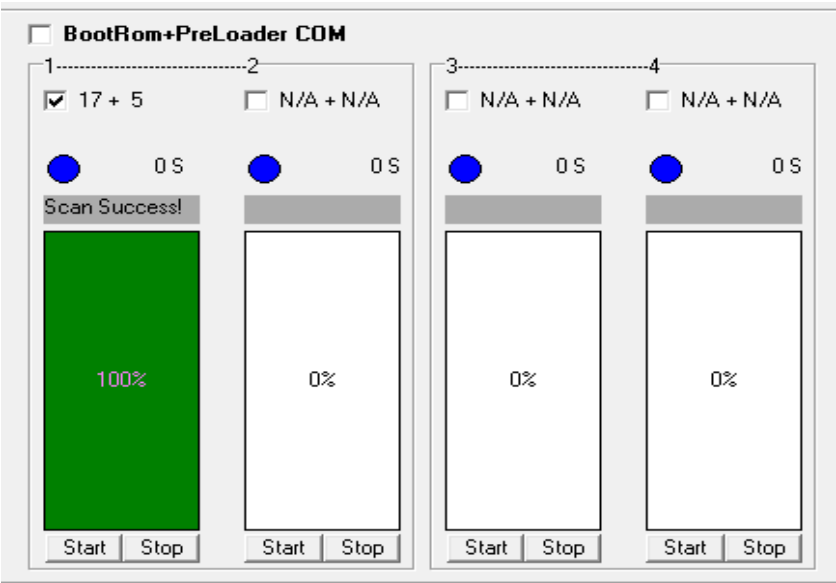 BootRom+PreLoader COM
1---------------------------2 3---------------------------4
17 + 5 N/A + N/A N/A + N/A N/A + N/A
0 S 0 S 0 S 0 S
Scan Success!
100% 0% 0% 0%
Start Stop Start Stop Start Stop Start Stop